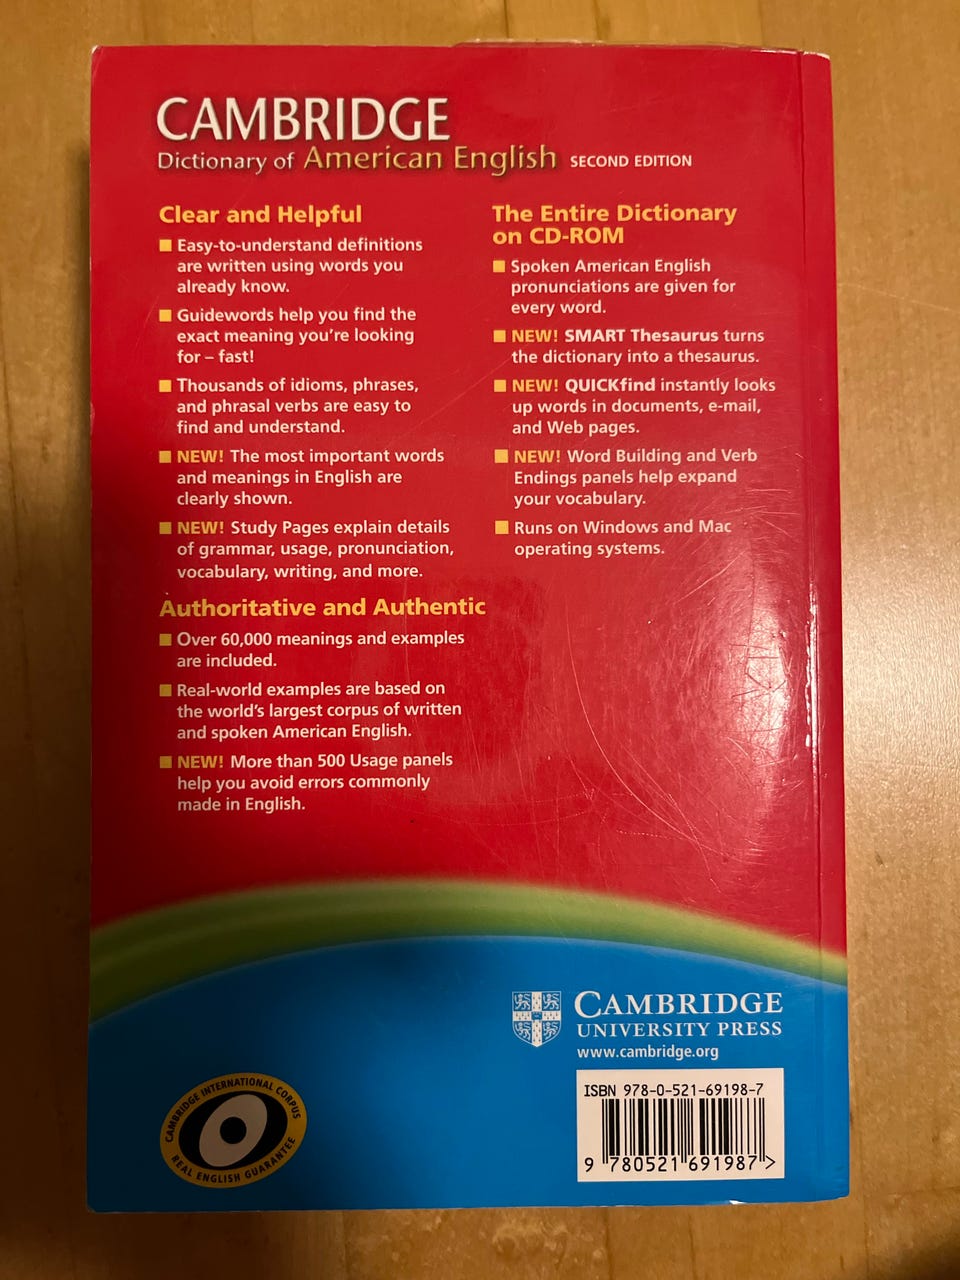 CAMBRIDGE
Dictionary of American English SECOND EDITION
Clear and Helpful
Easy-to-understand definitions
are written using words you
already know.
Guidewords help you find the
exact meaning you're looking
for – fast!
Thousands of idioms, phrases,
and phrasal verbs are easy to
find and understand.
NEW! The most important words
and meanings in English are
clearly shown.
NEW! Study Pages explain details
of grammar, usage, pronunciation,
vocabulary, writing, and more.
Authoritative and Authentic
Over 60,000 meanings and examples
are included.
Real-world examples are based on
the world's largest corpus of written
and spoken American English.
NEW! More than 500 Usage panels
help you avoid errors commonly
made in English.
The Entire Dictionary
on CD-ROM
Spoken American English
pronunciations are given for
every word.
NEW! SMART Thesaurus turns
the dictionary into a thesaurus.
NEW! QUICKfind instantly looks
up words in documents, e-mail,
and Web pages.
NEW! Word Building and Verb
Endings panels help expand
your vocabulary.
Runs on Windows and Mac
operating systems.
CAMBRIDGE
UNIVERSITY PRESS
www.cambridge.org
CAMBRIDGE INTERNATIONAL CORPUS
REAL ENGLISH GUARANTEE
ISBN 978-0-521-69198-7
9 780521 691987 >